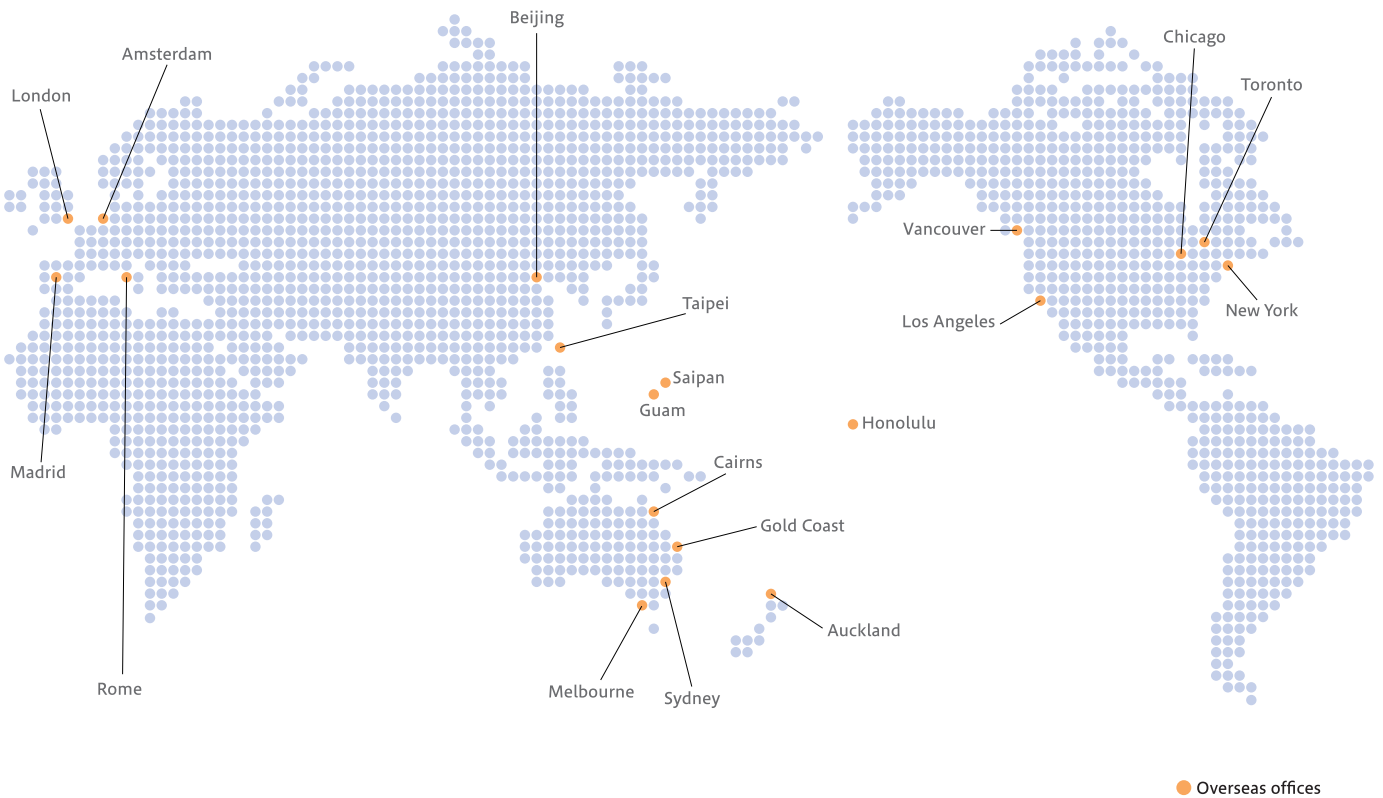 Beijing
Chicago
Amsterdam
Toronto
London
Vancouver
Taipei
New York
Los Angeles
Saipan
Guam
Honolulu
Cairns
Madrid
Gold Coast
Auckland
Rome
Melbourne
Sydney
Overseas offices